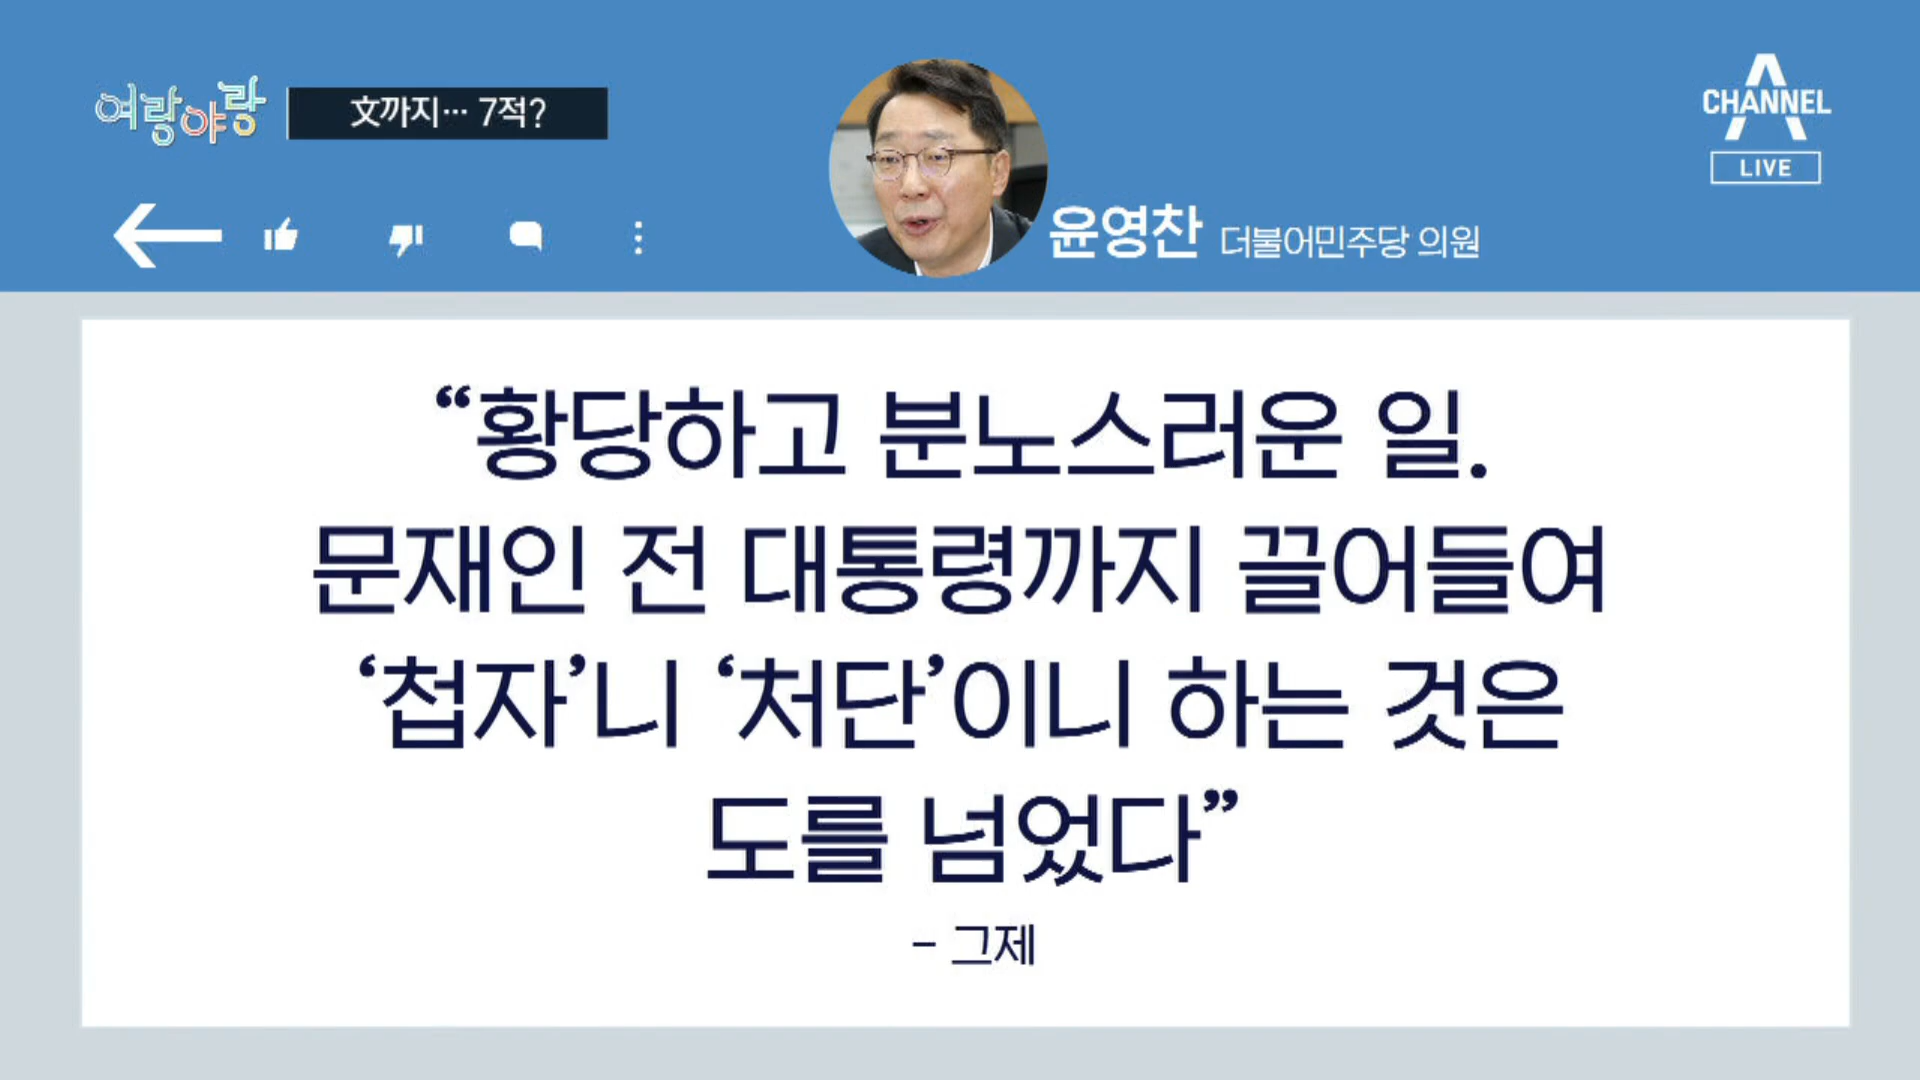 여랑야랑
文까지… 7적?
CHANNEL A
LIVE
윤영찬 더불어민주당 의원
“황당하고 분노스러운 일.
문재인 전 대통령까지 끌어들여
‘첩자’니 ‘처단’이니 하는 것은
도를 넘었다”
- 그제